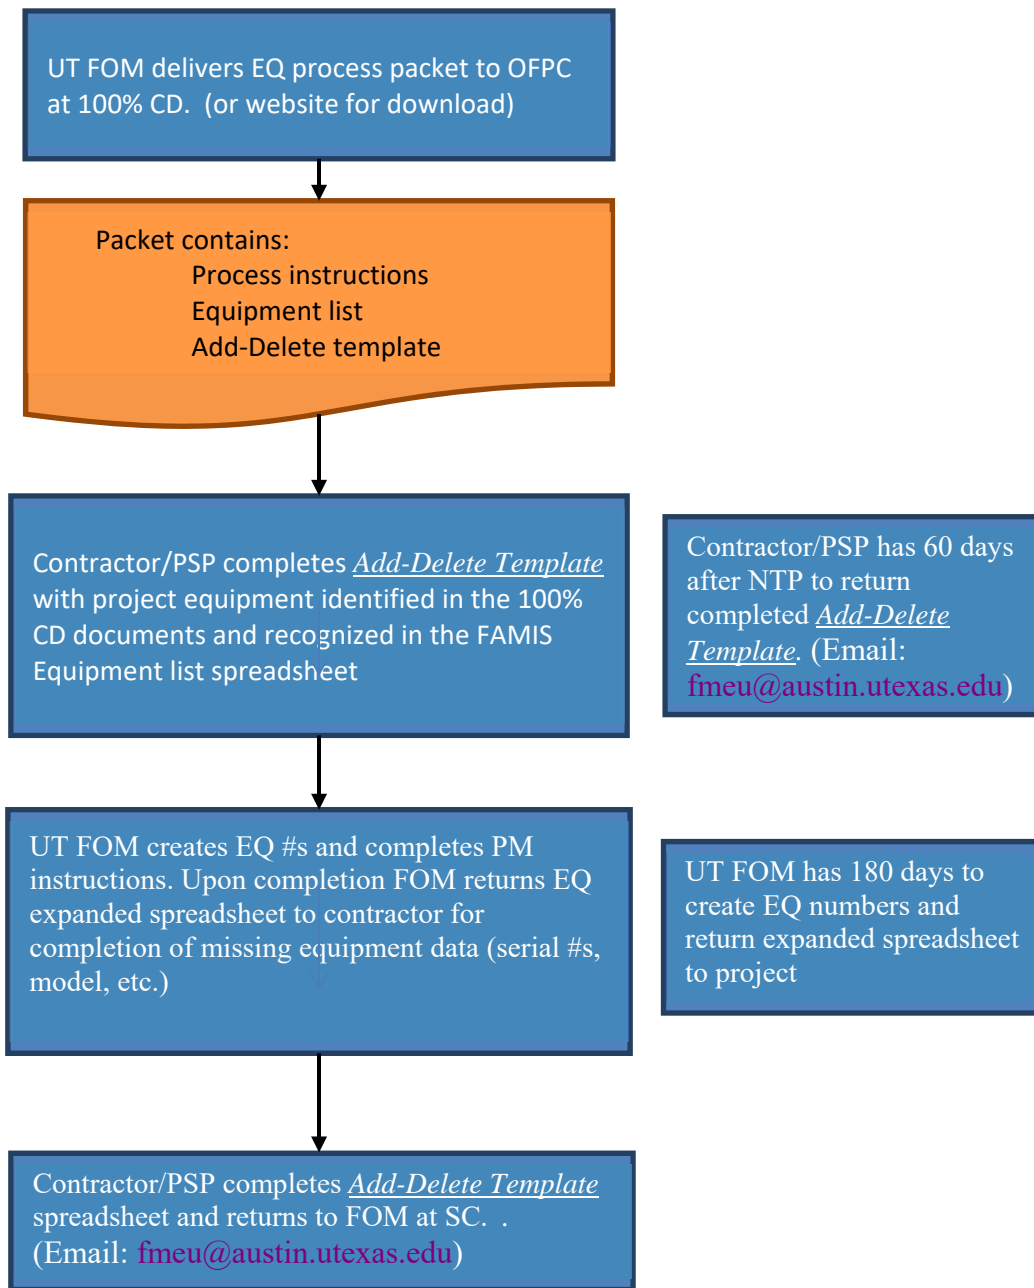 UT FOM delivers EQ process packet to OFPC
at 100% CD.  (or website for download)
Packet contains:
Process instructions
Equipment list
Add-Delete template
Contractor/PSP completes Add-Delete Template
with project equipment identified in the 100%
CD documents and recognized in the FAMIS
Equipment list spreadsheet
Contractor/PSP has 60 days
after NTP to return
completed Add-Delete
Template. (Email:
fmeu@austin.utexas.edu)
UT FOM creates EQ #s and completes PM
instructions. Upon completion FOM returns EQ
expanded spreadsheet to contractor for
completion of missing equipment data (serial #s,
model, etc.)
UT FOM has 180 days to
create EQ numbers and
return expanded spreadsheet
to project
Contractor/PSP completes Add-Delete Template
spreadsheet and returns to FOM at SC.  .
(Email: fmeu@austin.utexas.edu)